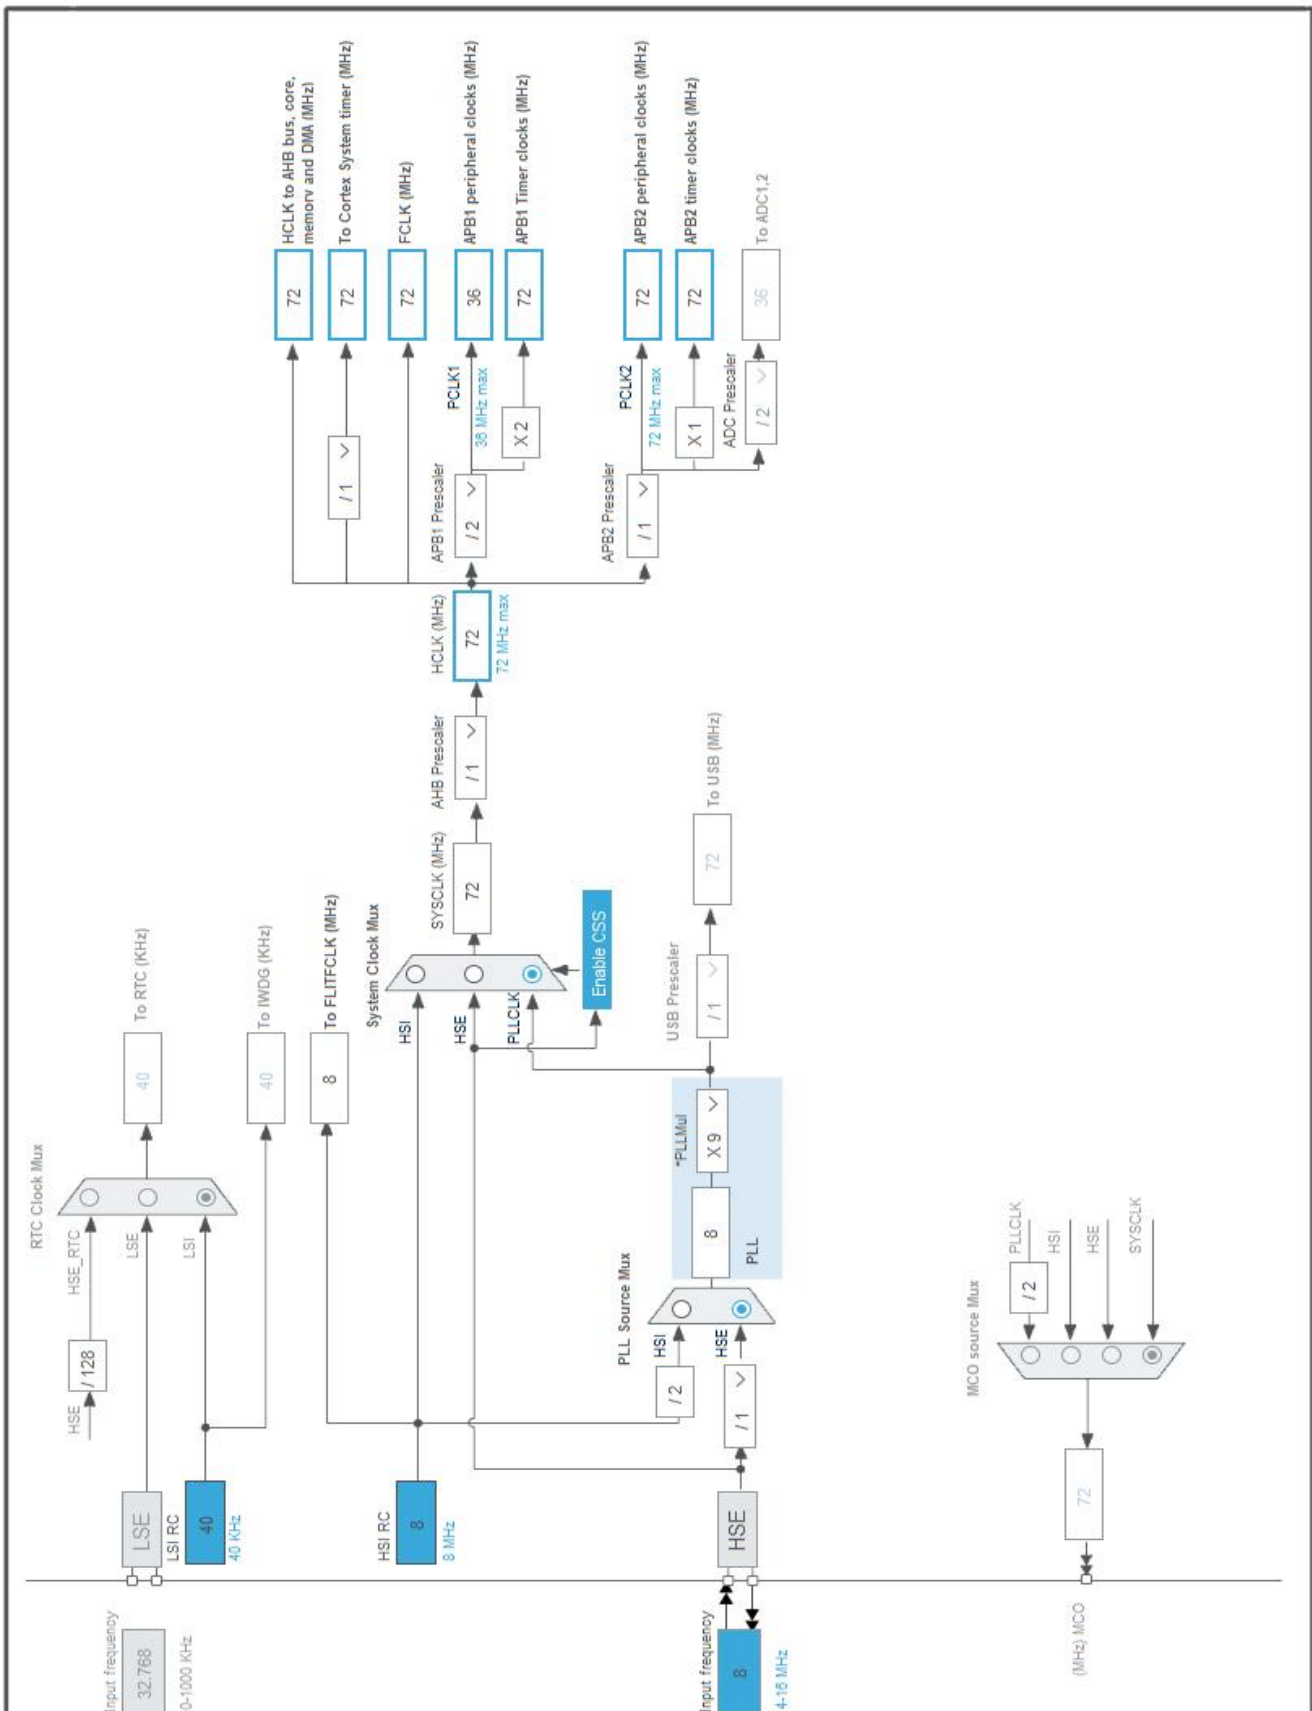 RTC Clock Mux
HSE
/ 128
HSE_RTC
To RTC (KHz)
40
Input frequency
32.768
0-1000 KHz
LSE
LSE
LSI RC
40
40 KHz
LSI
To IWDG (KHz)
40
To FLITFCLK (MHz)
8
HSI RC
8
8 MHz
System Clock Mux
HSI
HSE
PLLCLK
Enable CSS
SYSCLK (MHz)
72
AHB Prescaler
/ 1
HCLK (MHz)
72
72 MHz max
HCLK to AHB bus, core,
memory and DMA (MHz)
72
/ 1
To Cortex System timer (MHz)
72
FCLK (MHz)
72
APB1 Prescaler
/ 2
PCLK1
36 MHz max
36
APB1 peripheral clocks (MHz)
X 2
72
APB1 Timer clocks (MHz)
APB2 Prescaler
/ 1
PCLK2
72 MHz max
72
APB2 peripheral clocks (MHz)
X 1
72
APB2 timer clocks (MHz)
ADC Prescaler
/ 2
36
To ADC1,2
PLL Source Mux
HSI
/ 2
HSE
/ 1
8
*PLLMul
X 9
PLL
USB Prescaler
/ 1
72
To USB (MHz)
Input frequency
8
4-16 MHz
HSE
MCO source Mux
PLLCLK
/ 2
HSI
HSE
SYSCLK
72
(MHz) MCO